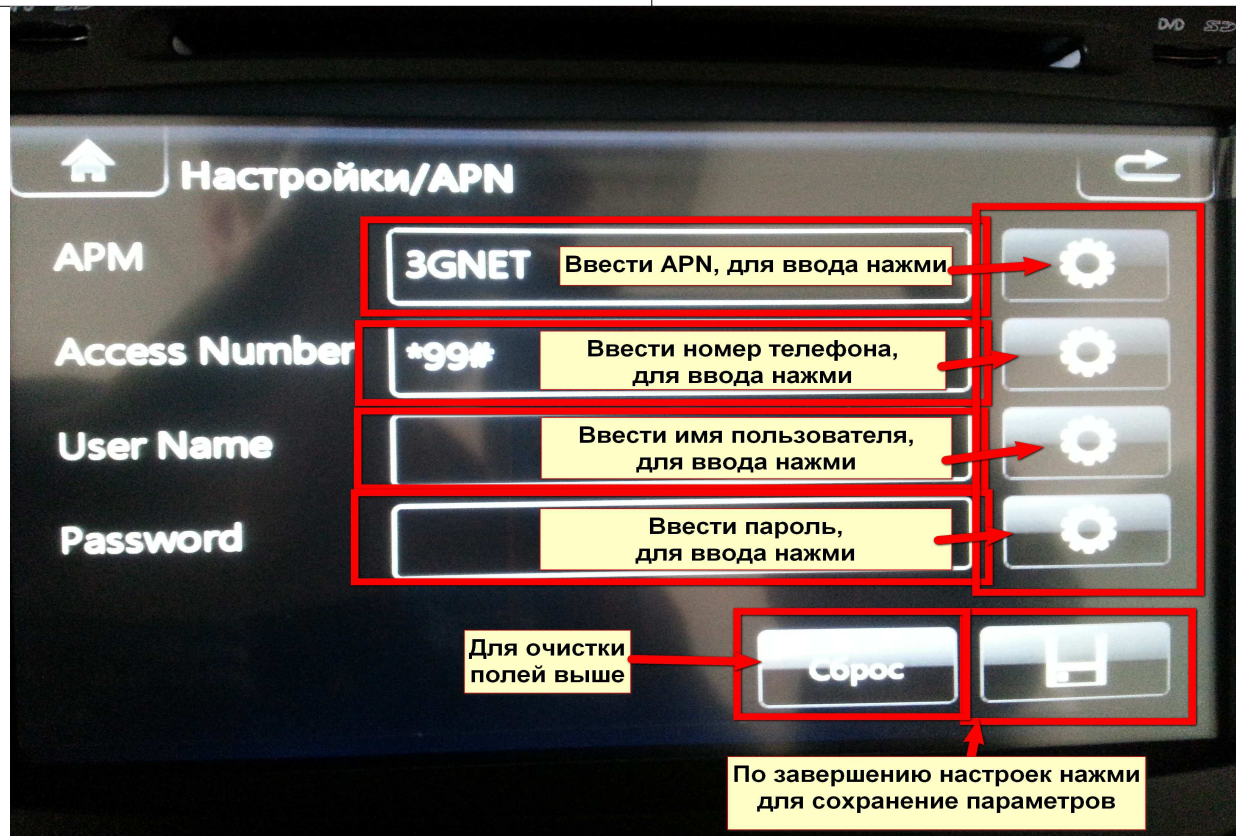 DVD SD
Настройки/APN
APM
3GNET
Ввести APN, для ввода нажми
Access Number
*99#
Ввести номер телефона,
для ввода нажми
User Name
Ввести имя пользователя,
для ввода нажми
Password
Ввести пароль,
для ввода нажми
Для очистки
полей выше
Сброс
По завершению настроек нажми
для сохранение параметров